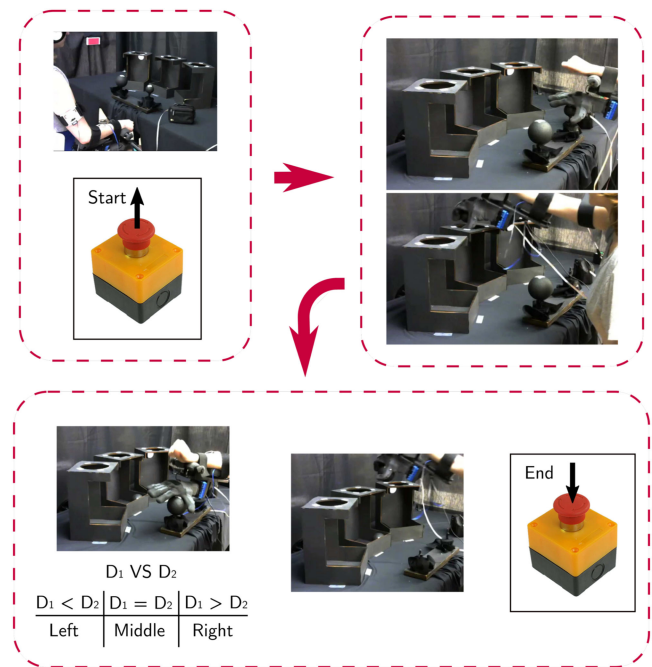 Start
D₁ VS D₂
D₁ < D₂ D₁ = D₂ D₁ > D₂
Left Middle Right
End